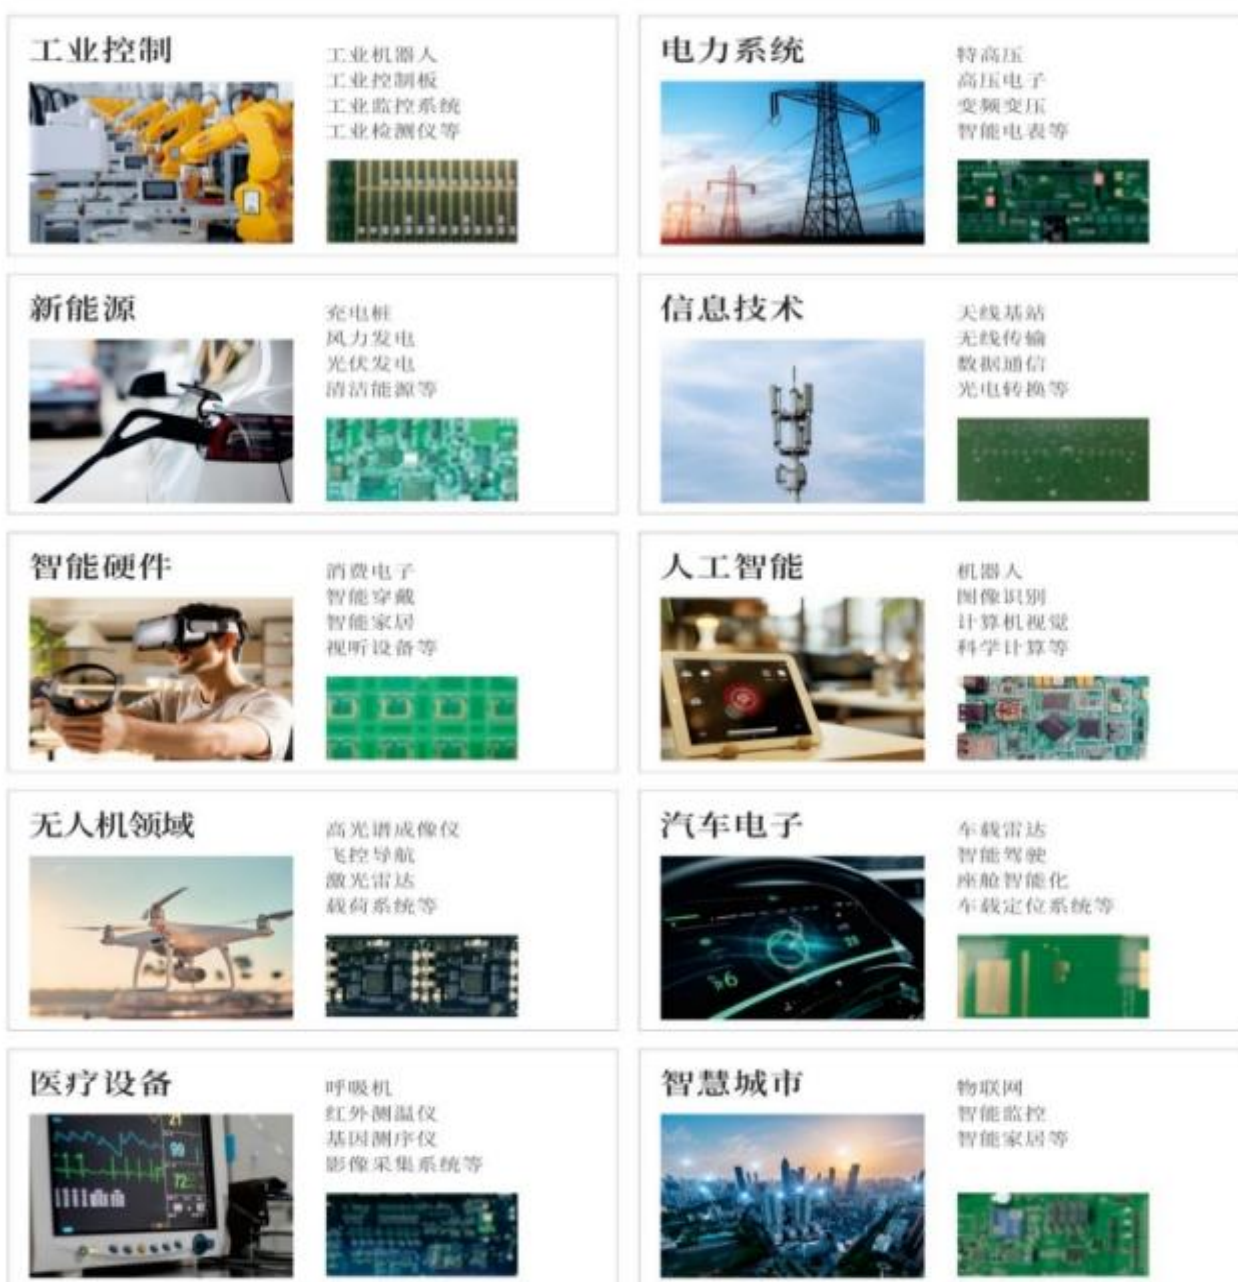 工业控制
工业机器人
工业控制板
工业监控系统
工业检测仪等
电力系统
特高压
高压电子
变频变压
智能电表等
新能源
充电桩
风力发电
光伏发电
清洁能源等
信息技术
天线基站
无线传输
数据通信
光电转换等
智能硬件
消费电子
智能穿戴
智能家居
视听设备等
人工智能
机器人
图像识别
计算机视觉
科学计算等
无人机领域
高光谱成像仪
飞控导航
激光雷达
载荷系统等
汽车电子
车载雷达
智能驾驶
座舱智能化
车载定位系统等
医疗设备
呼吸机
红外测温仪
基因测序仪
影像采集系统等
智慧城市
物联网
智能监控
智能家居等